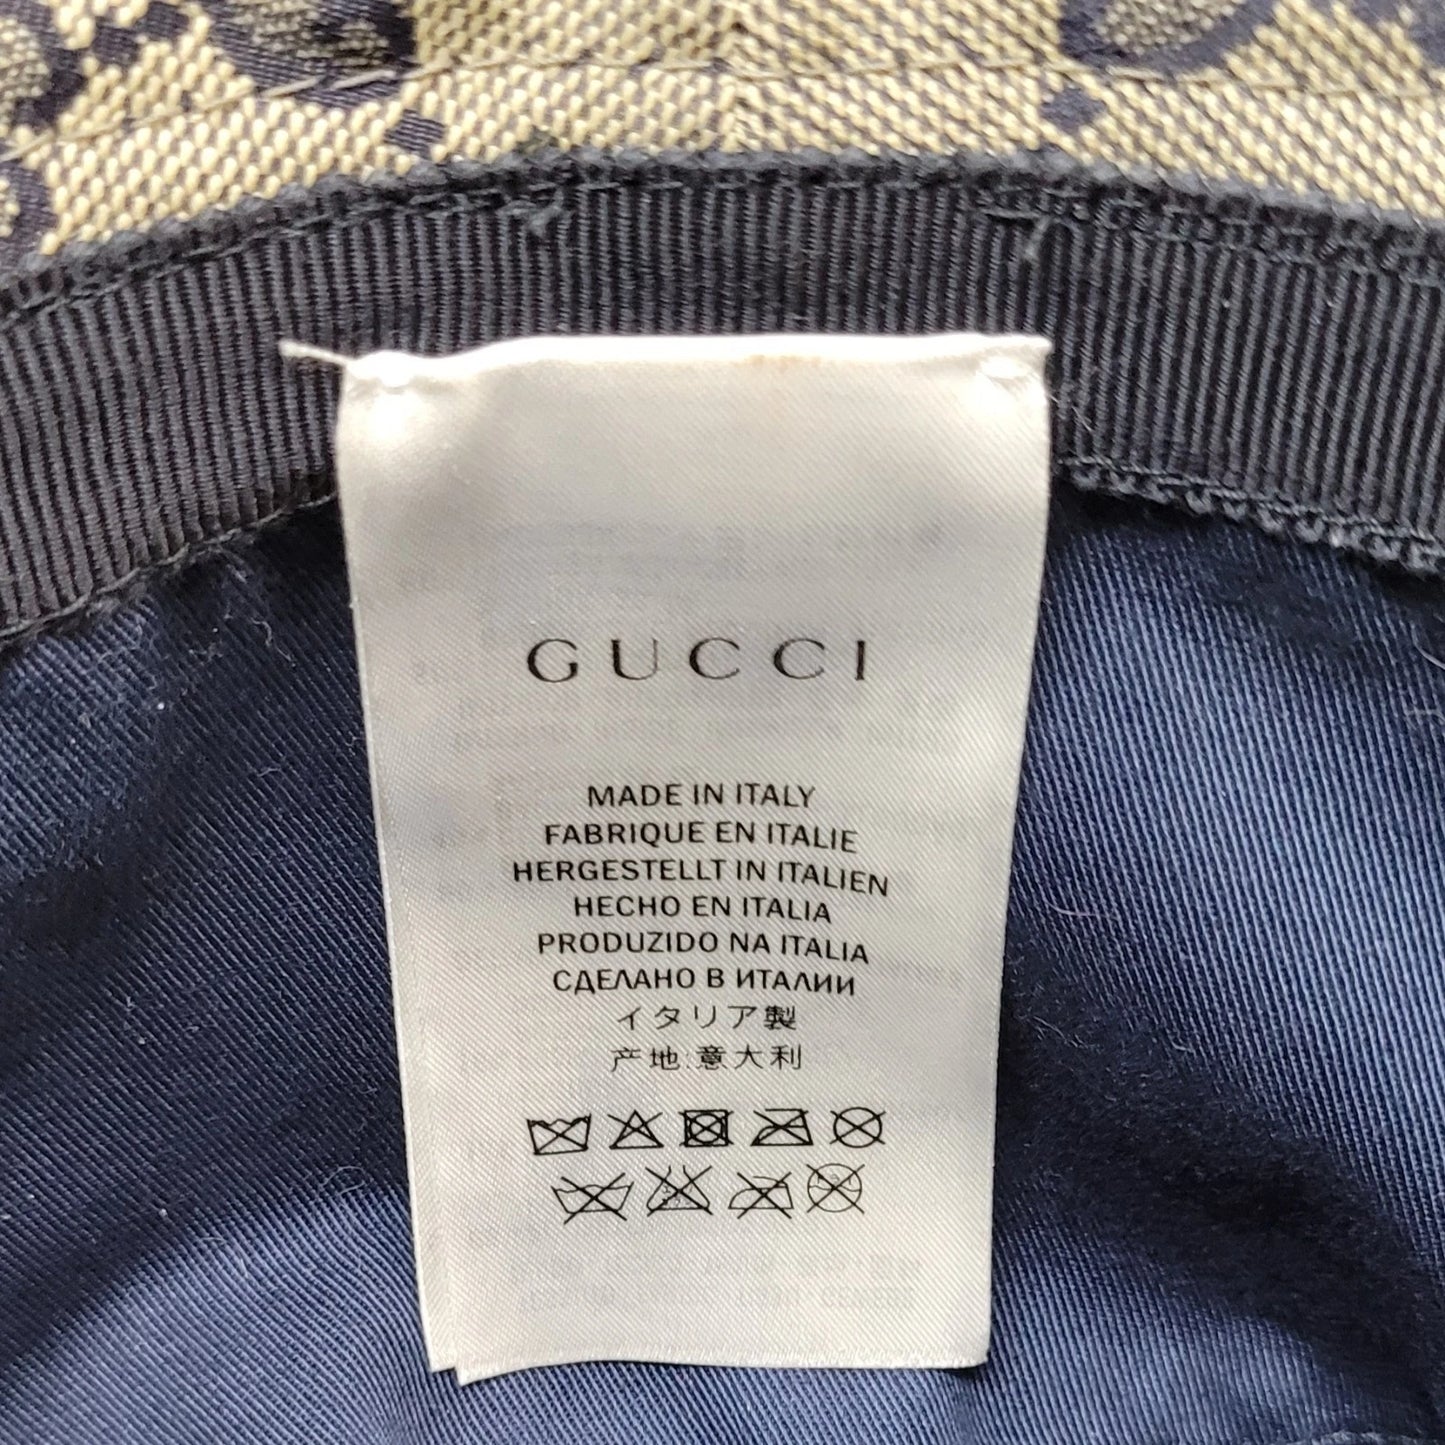 GUCCI
MADE IN ITALY
FABRIQUE EN ITALIE
HERGESTELLT IN ITALIEN
HECHO EN ITALIA
PRODUZIDO NA ITALIA
СДЕЛАНО В ИТАЛИИ
イタリア製
产地:意大利